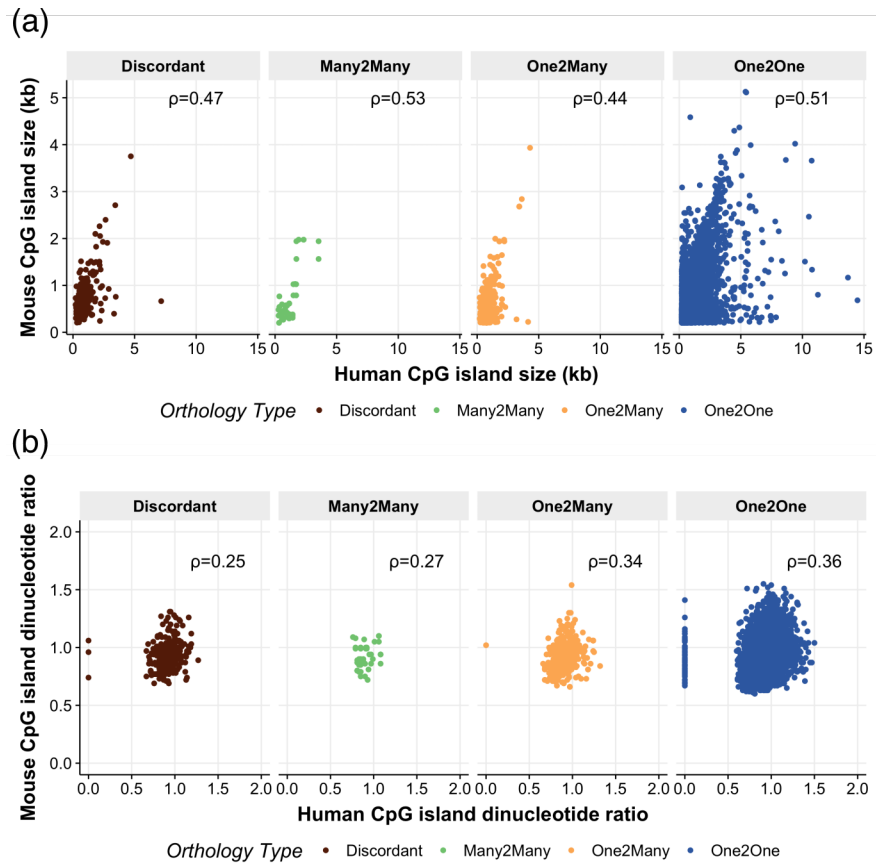 (a)
Discordant Many2Many One2Many One2One
ρ=0.47 ρ=0.53 ρ=0.44 ρ=0.51
Mouse CpG island size (kb)
5
4
3
2
1
0
0 5 10 15 0 5 10 15 0 5 10 15 0 5 10 15
Human CpG island size (kb)
Orthology Type Discordant Many2Many One2Many One2One
(b)
Discordant Many2Many One2Many One2One
ρ=0.25 ρ=0.27 ρ=0.34 ρ=0.36
Mouse CpG island dinucleotide ratio
2.0
1.5
1.0
0.5
0.0
0.0 0.5 1.0 1.5 2.0 0.0 0.5 1.0 1.5 2.0 0.0 0.5 1.0 1.5 2.0 0.0 0.5 1.0 1.5 2.0
Human CpG island dinucleotide ratio
Orthology Type Discordant Many2Many One2Many One2One